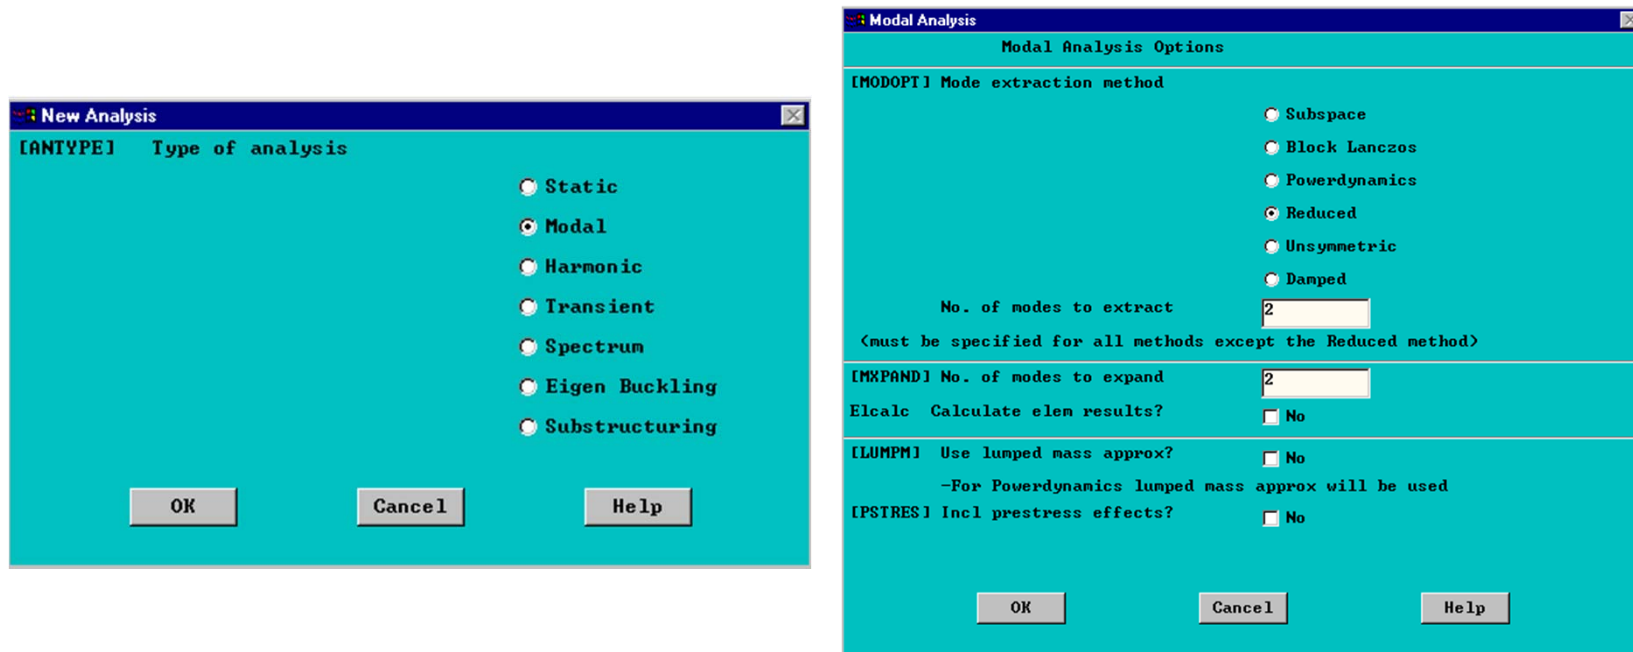 New Analysis
[ANTYPE] Type of analysis
Static
Modal
Harmonic
Transient
Spectrum
Eigen Buckling
Substructuring
OK Cancel Help
Modal Analysis
Modal Analysis Options
[MODOPT] Mode extraction method
Subspace
Block Lanczos
Powerdynamics
Reduced
Unsymmetric
Damped
No. of modes to extract 2
(must be specified for all methods except the Reduced method)
[MXPAND] No. of modes to expand 2
Elcalc Calculate elem results? No
[LUMPM] Use lumped mass approx? No
-For Powerdynamics lumped mass approx will be used
[PSTRES] Incl prestress effects? No
OK Cancel Help